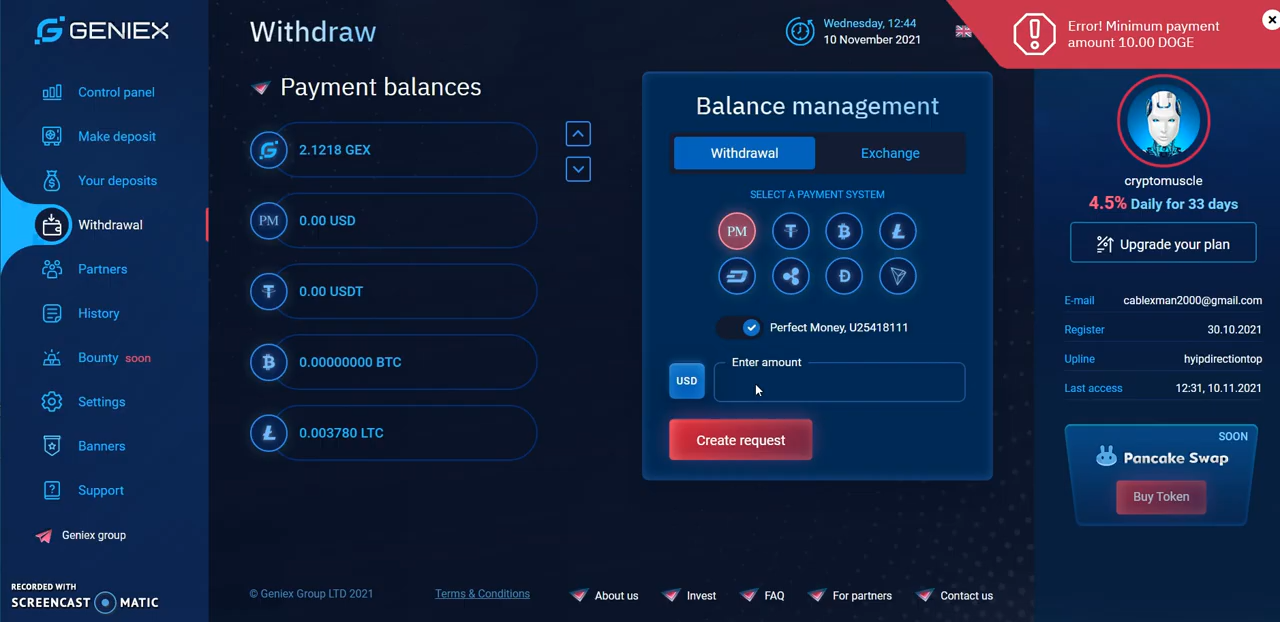 GENIEX
Control panel
Make deposit
Your deposits
Withdrawal
Partners
History
Bounty soon
Settings
Banners
Support
Geniex group
RECORDED WITH
SCREENCAST MATIC
Withdraw
Wednesday, 12:44
10 November 2021
Error! Minimum payment
amount 10.00 DOGE
Payment balances
2.1218 GEX
PM 0.00 USD
0.00 USDT
0.00000000 BTC
0.003780 LTC
Balance management
Withdrawal Exchange
SELECT A PAYMENT SYSTEM
PM
Perfect Money, U25418111
Enter amount
USD
Create request
cryptomuscle
4.5% Daily for 33 days
Upgrade your plan
E-mail cablexman2000@gmail.com
Register 30.10.2021
Upline hyipdirectiontop
Last access 12:31, 10.11.2021
SOON
Pancake Swap
Buy Token
© Geniex Group LTD 2021 Terms & Conditions About us Invest FAQ For partners Contact us